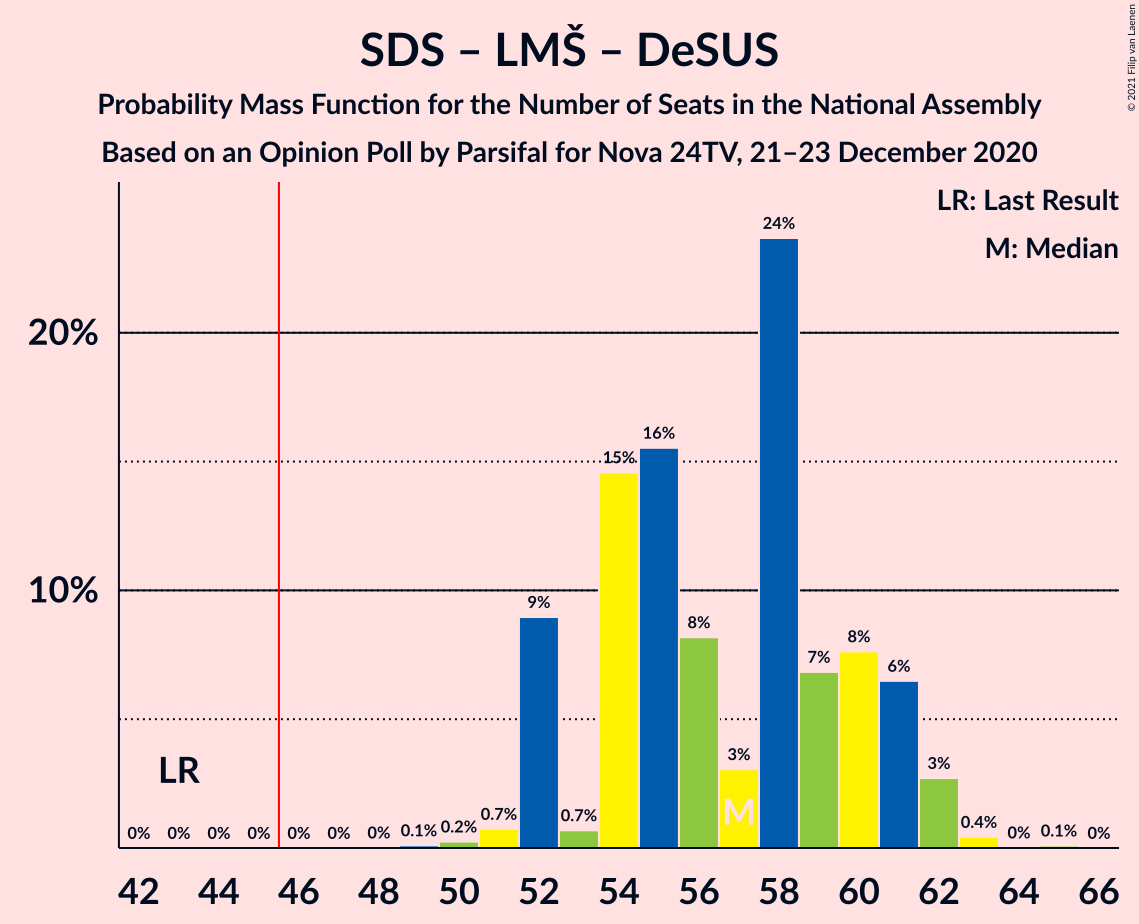 SDS – LMŠ – DeSUS
Probability Mass Function for the Number of Seats in the National Assembly
Based on an Opinion Poll by Parsifal for Nova 24TV, 21–23 December 2020
© 2021 Filip van Laenen
LR: Last Result
M: Median
20%
10%
24%
16%
15%
9%
8%
8%
7%
6%
3%
3%
0% 0% 0% 0% 0% 0% 0% 0.1% 0.2% 0.7% 0.7% 0.4% 0% 0.1% 0%
LR
M
42 44 46 48 50 52 54 56 58 60 62 64 66